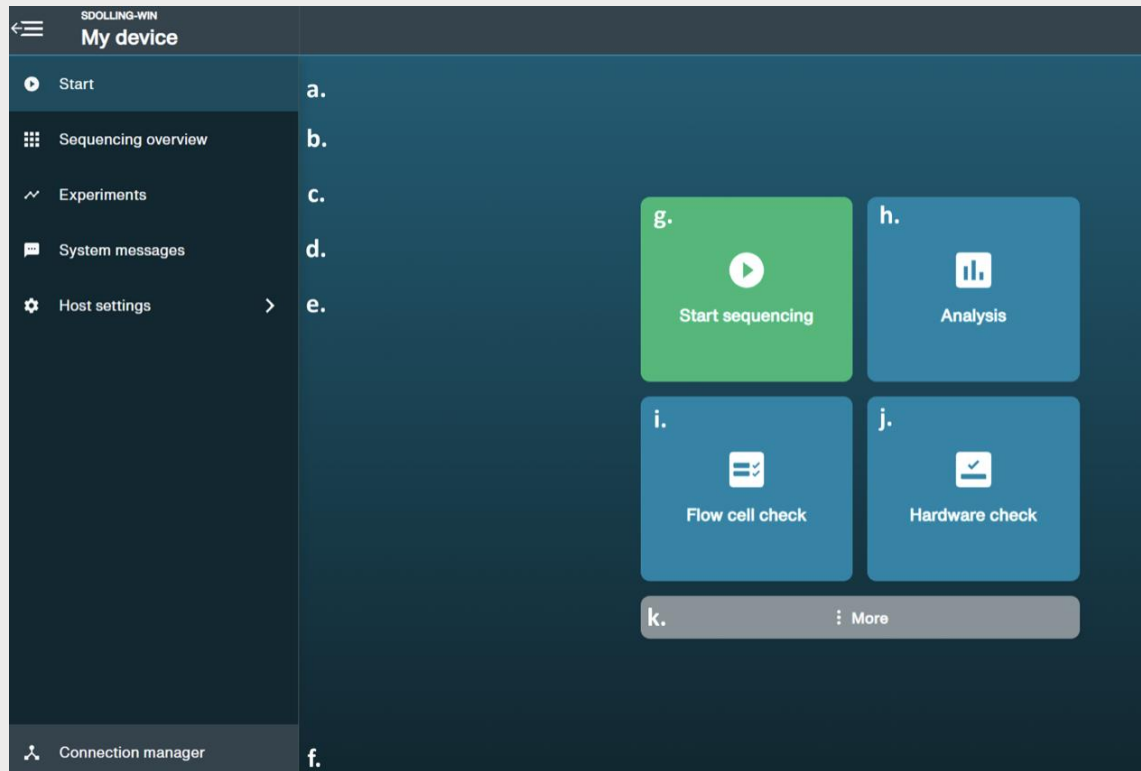 SDOLLING-WIN
My device
Start
a.
Sequencing overview
b.
Experiments
c.
System messages
d.
Host settings
e.
g.
Start sequencing
h.
Analysis
i.
Flow cell check
j.
Hardware check
k.
More
Connection manager
f.